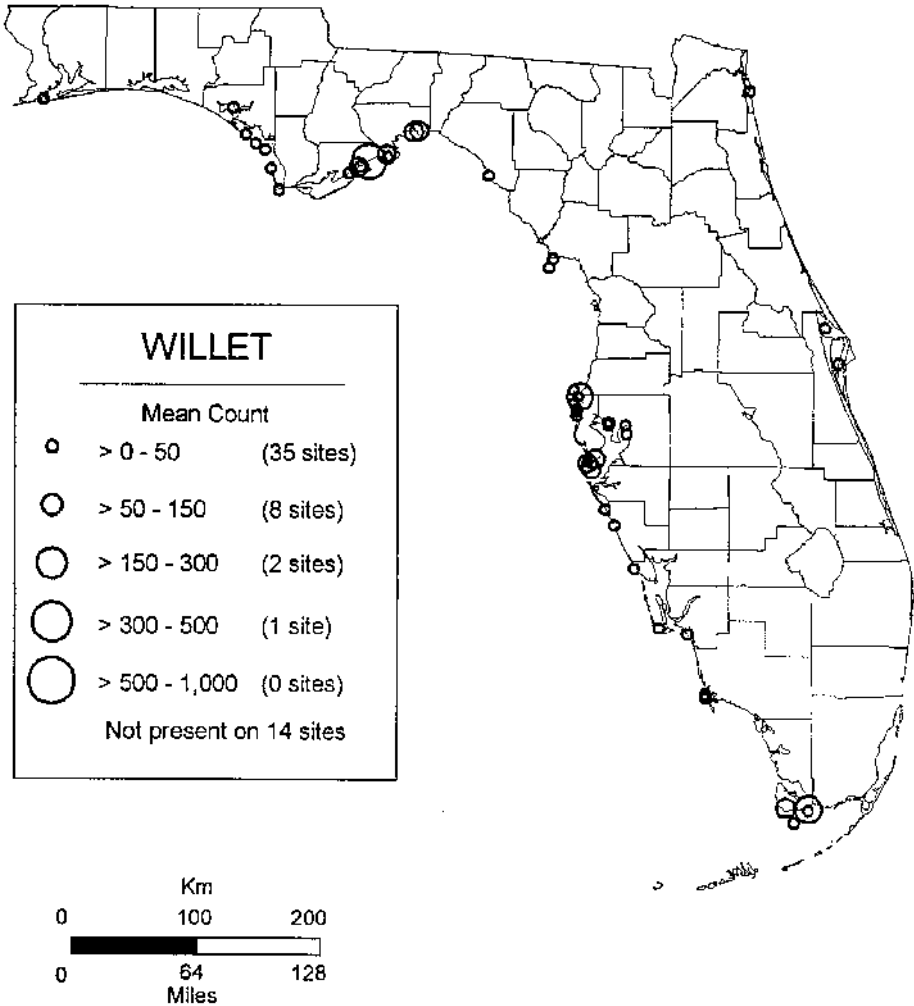 WILLET
Mean Count
> 0 - 50 (35 sites)
> 50 - 150 (8 sites)
> 150 - 300 (2 sites)
> 300 - 500 (1 site)
> 500 - 1,000 (0 sites)
Not present on 14 sites
Km
0 100 200
0 64 128
Miles